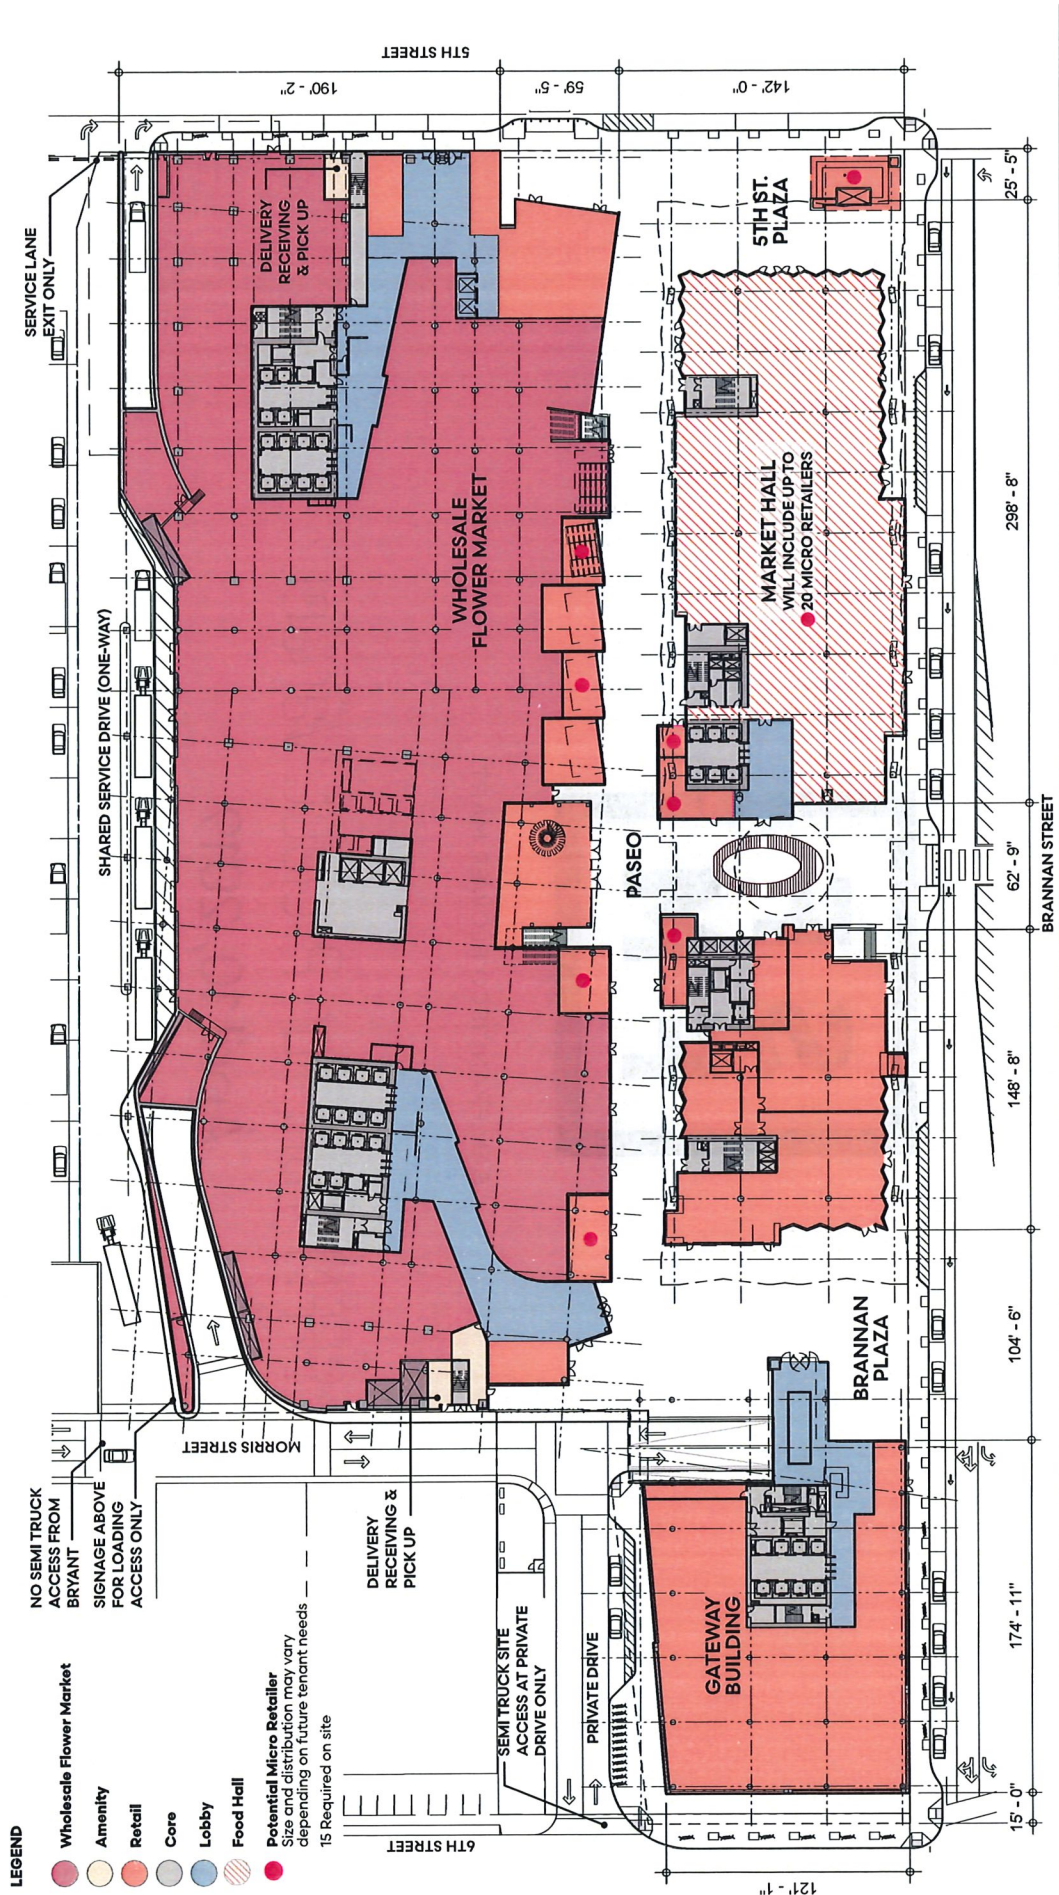 LEGEND
Wholesale Flower Market
Amenity
Retail
Core
Lobby
Food Hall
Potential Micro Retailer
Size and distribution may vary
depending on future tenant needs
15 Required on site
NO SEMI TRUCK
ACCESS FROM
BRYANT
SIGNAGE ABOVE
FOR LOADING
ACCESS ONLY
MORRIS STREET
DELIVERY
RECEIVING &
PICK UP
SEMI TRUCK SITE
ACCESS AT PRIVATE
DRIVE ONLY
PRIVATE DRIVE
6TH STREET
SHARED SERVICE DRIVE (ONE-WAY)
SERVICE LANE
EXIT ONLY
DELIVERY
RECEIVING
& PICK UP
WHOLESALE
FLOWER MARKET
5TH STREET
190' - 2"
59' - 5"
142' - 0"
PASEO
5TH ST.
PLAZA
MARKET HALL
WILL INCLUDE UP TO
20 MICRO RETAILERS
BRANNAN
PLAZA
GATEWAY
BUILDING
121' - 1"
15' - 0"
174' - 11"
104' - 6"
148' - 8"
62' - 9"
298' - 8"
25' - 5"
BRANNAN STREET